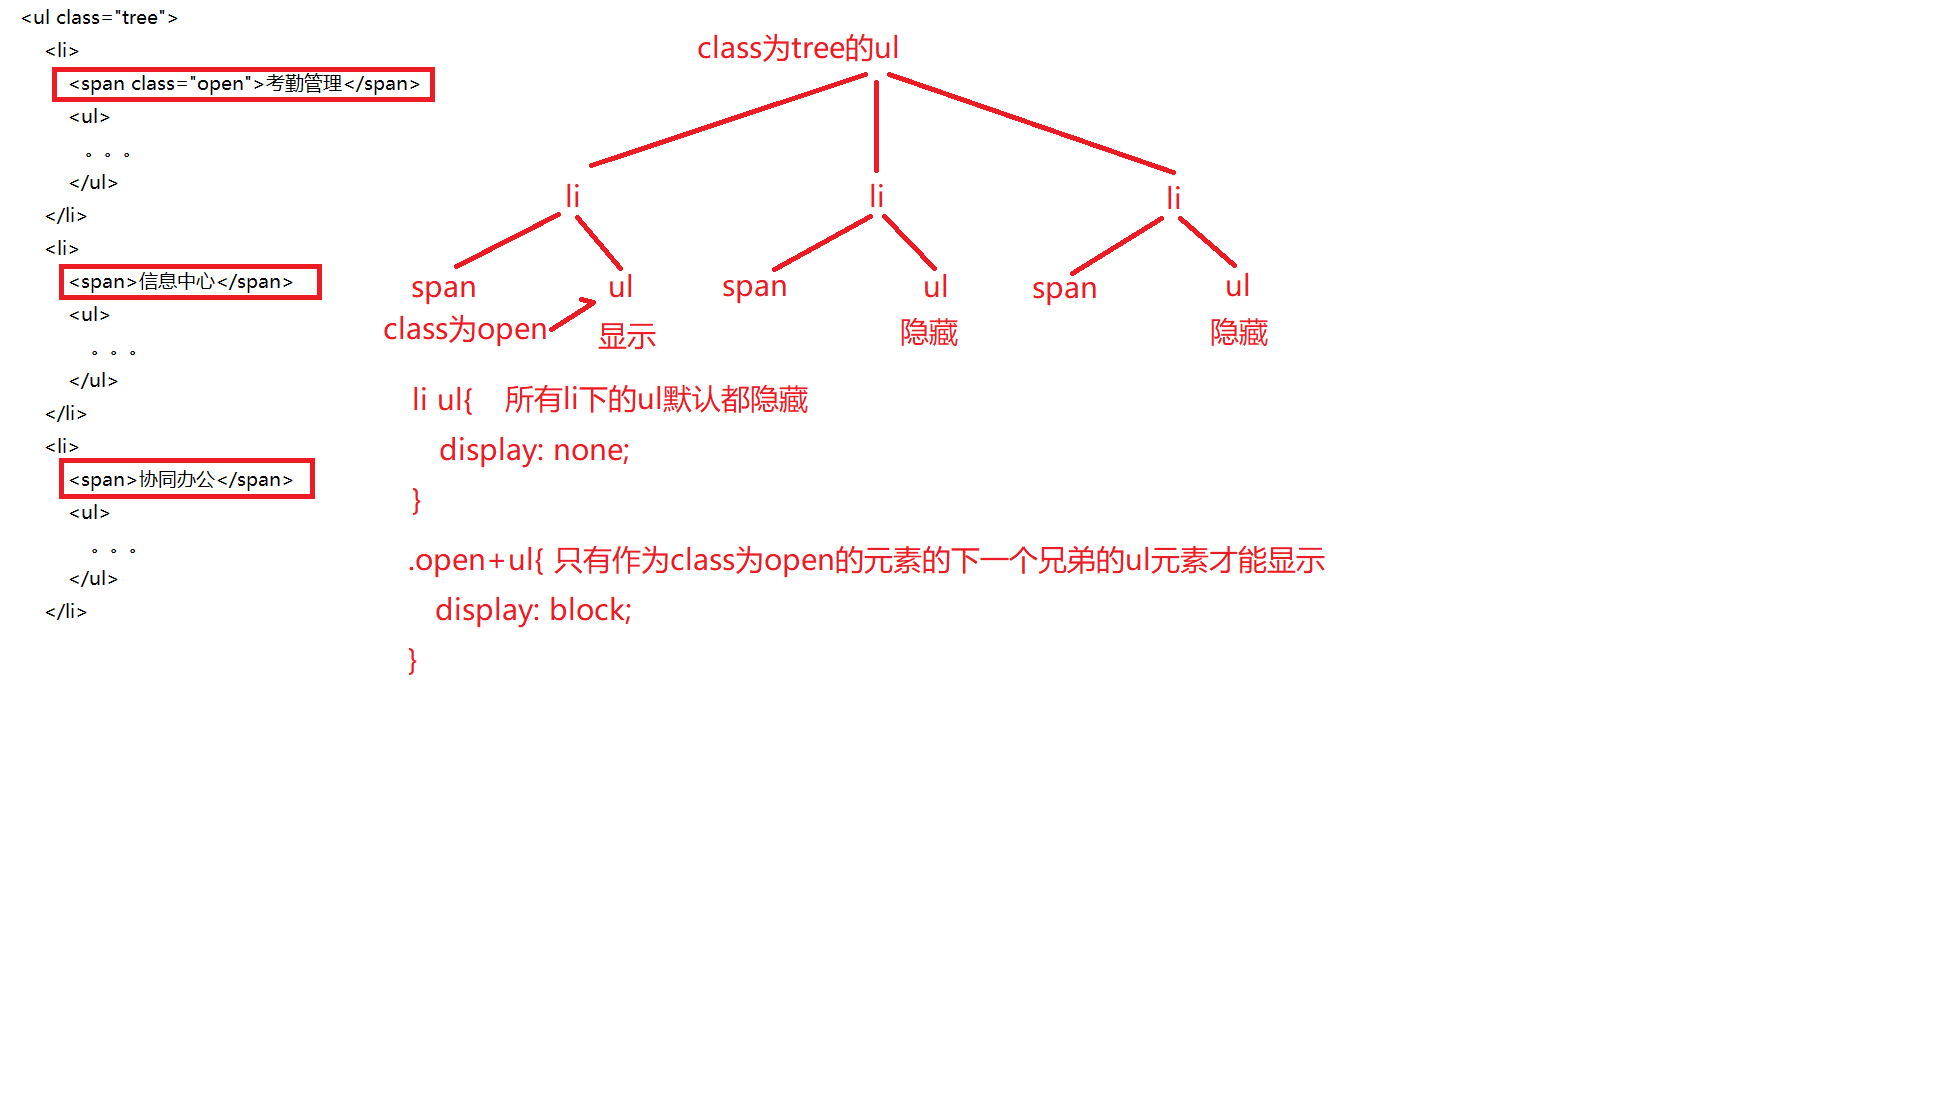 <ul class="tree">
<li>
<span class="open">考勤管理</span>
<ul>
。。。
</ul>
</li>
<li>
<span>信息中心</span>
<ul>
。。。
</ul>
</li>
<li>
<span>协同办公</span>
<ul>
。。。
</ul>
</li>
class为tree的ul
li li li
span ul span ul span ul
class为open 显示 隐藏 隐藏
li ul{ 所有li下的ul默认都隐藏
display: none;
}
.open+ul{ 只有作为class为open的元素的下一个兄弟的ul元素才能显示
display: block;
}